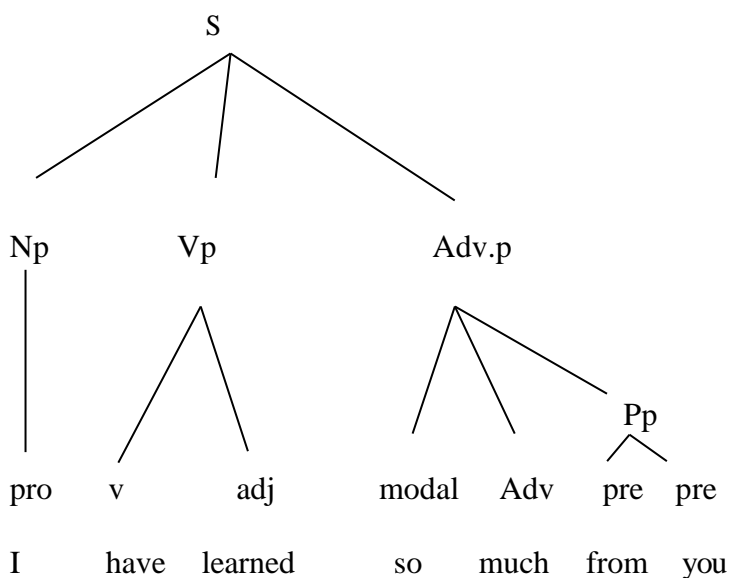 S
Np Vp Adv.p
Pp
pro v adj modal Adv pre pre
I have learned so much from you